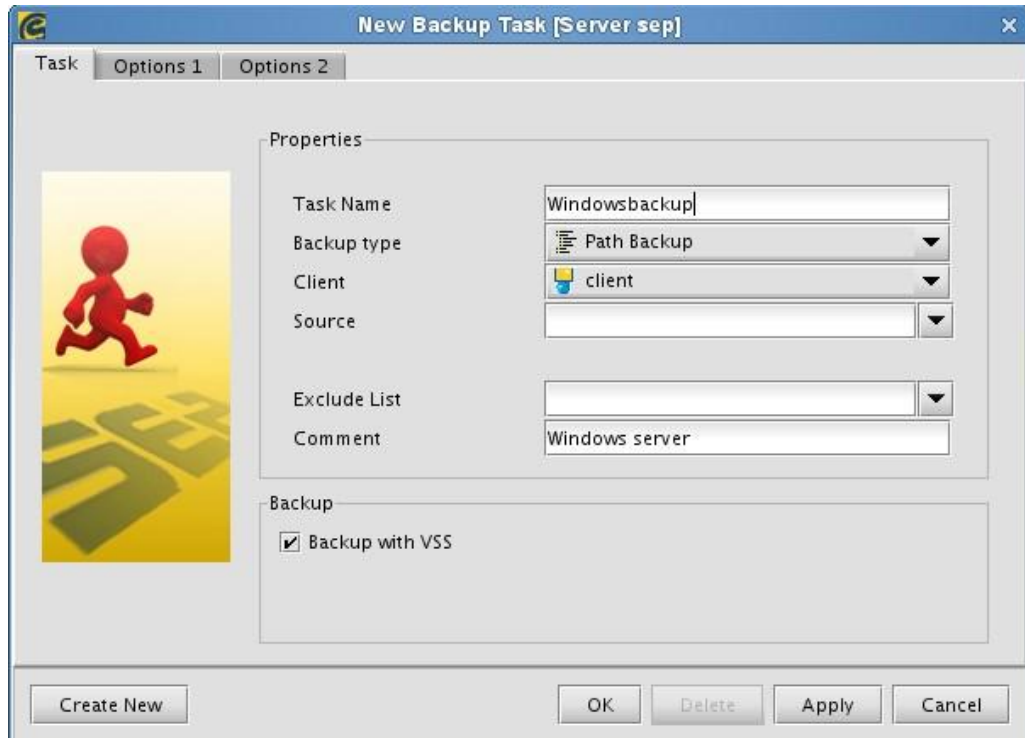 New Backup Task [Server sep]
Task Options 1 Options 2
Properties
Task Name Windowsbackup
Backup type Path Backup
Client client
Source
Exclude List
Comment Windows server
Backup
Backup with VSS
Create New OK Delete Apply Cancel